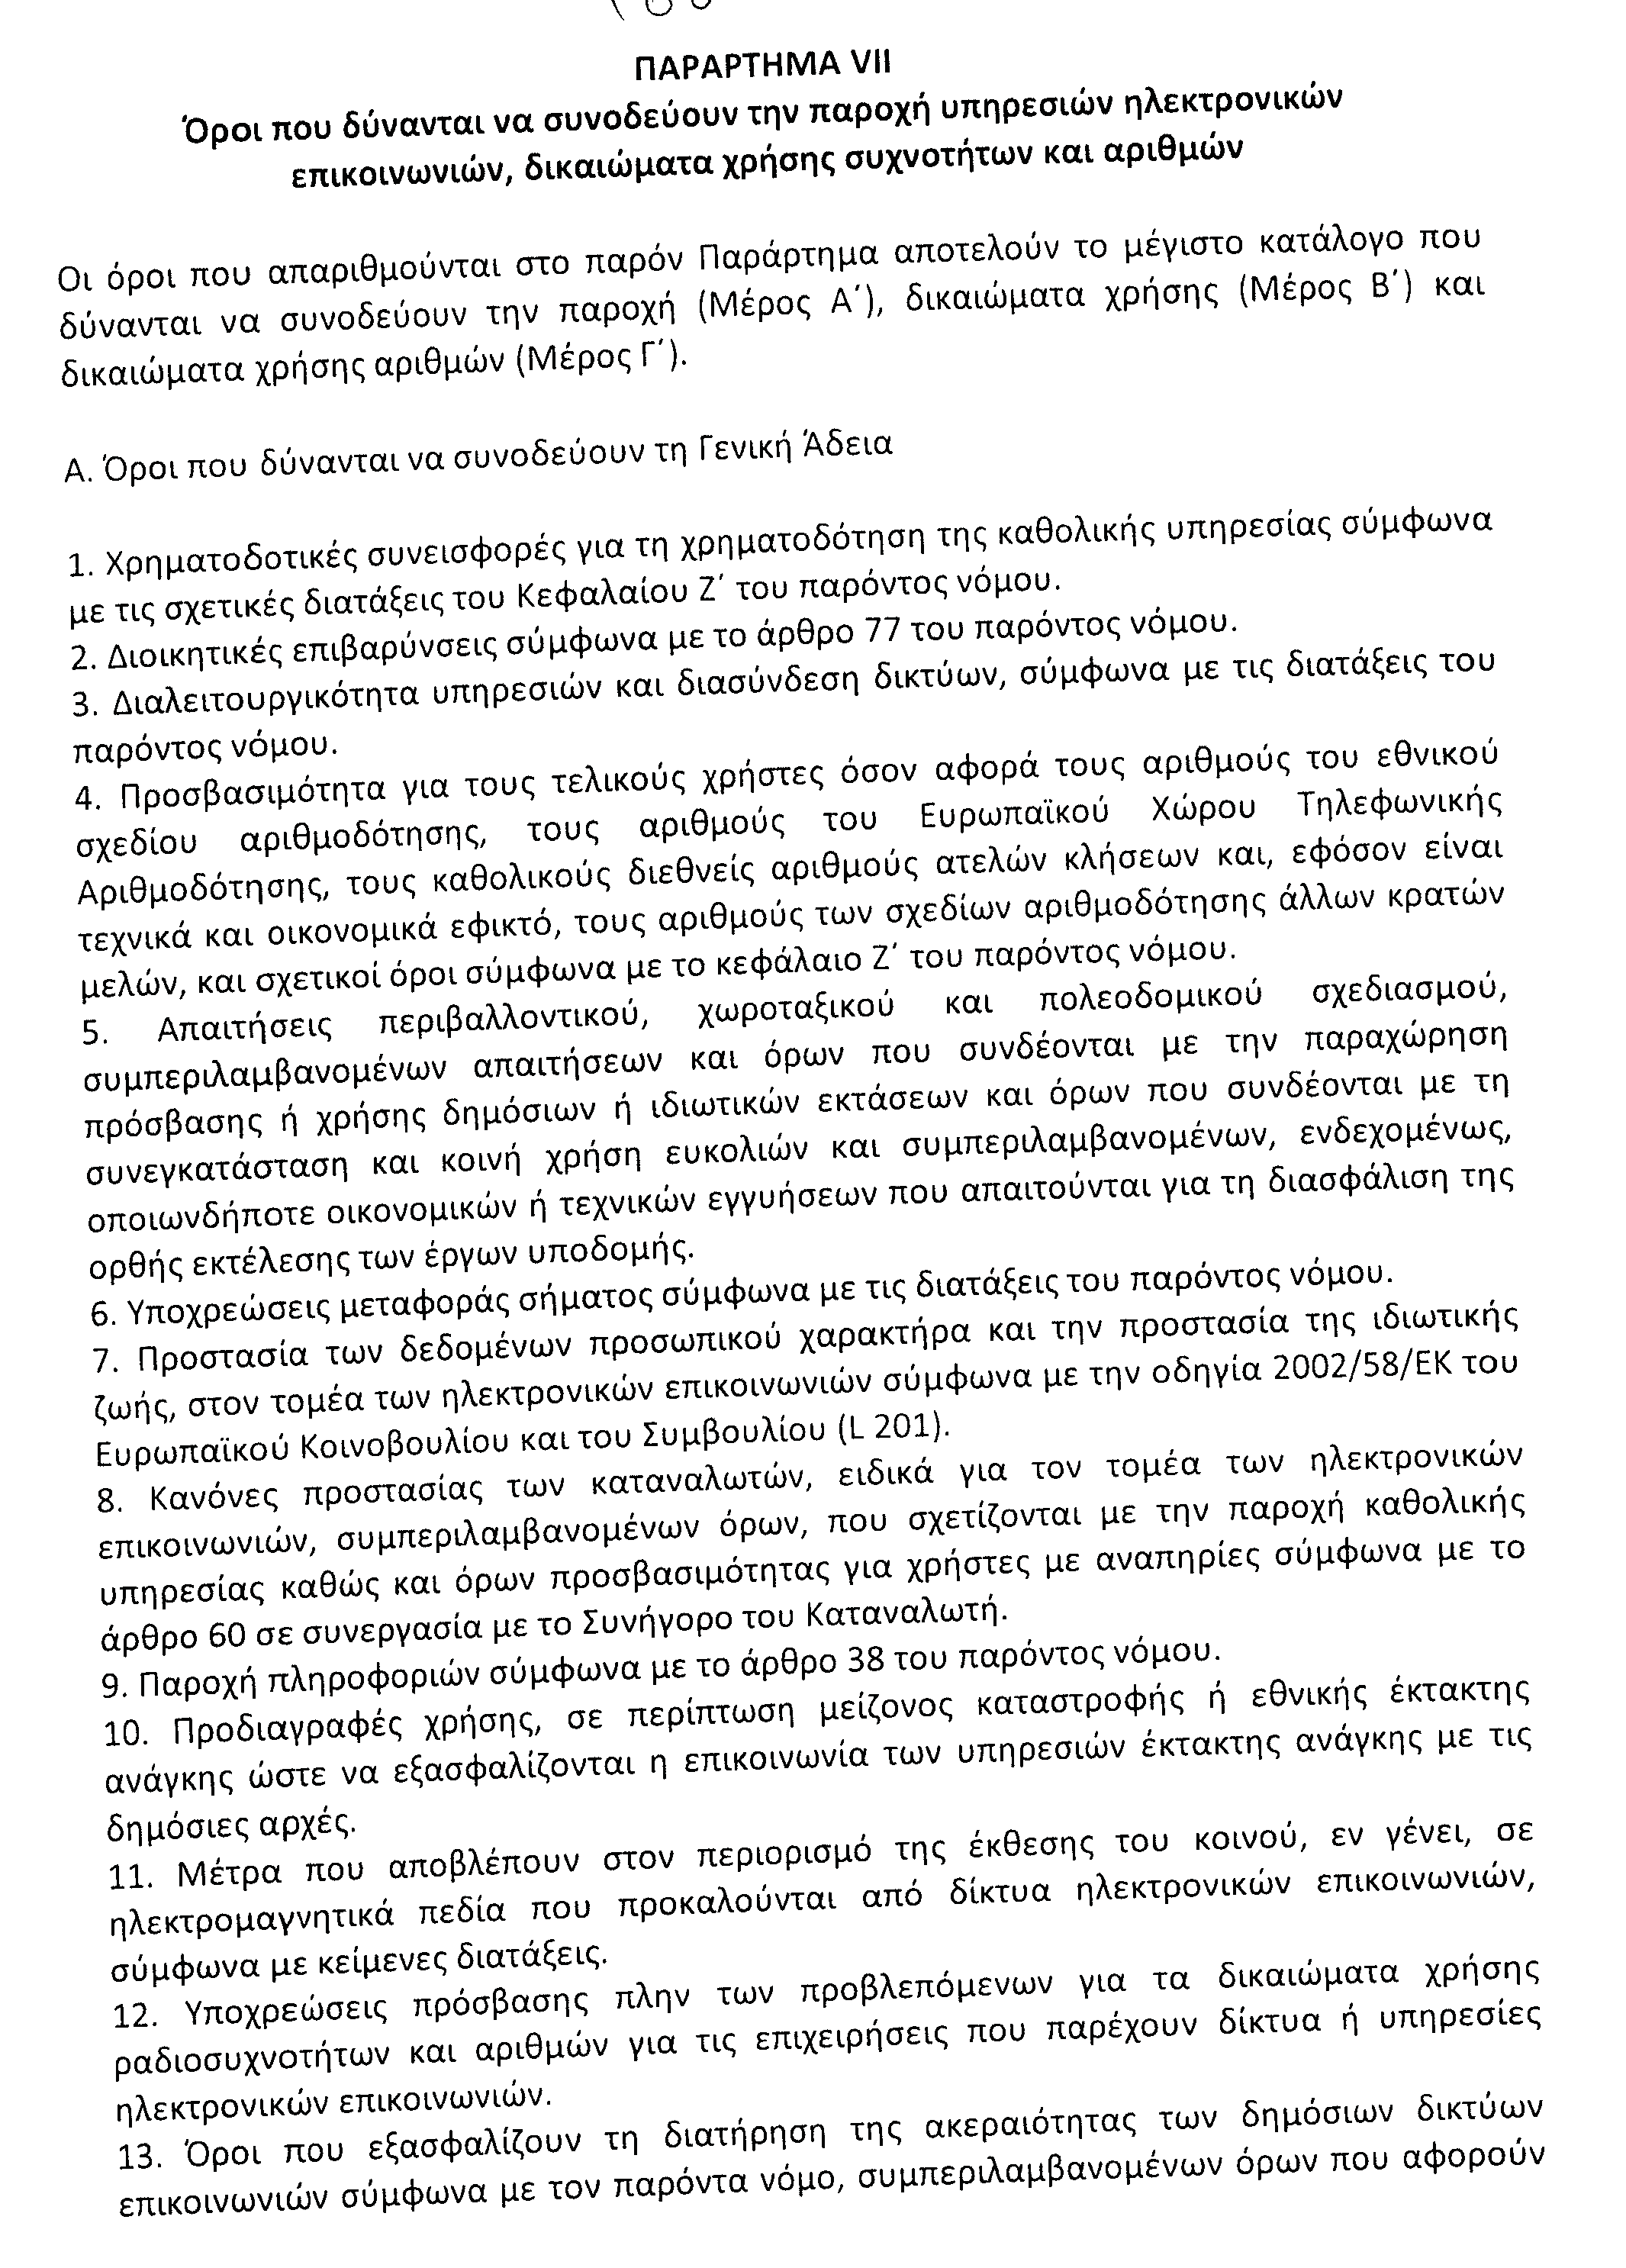 ΠΑΡΑΡΤΗΜΑ VII
Όροι που δύνανται να συνοδεύουν την παροχή υπηρεσιών ηλεκτρονικών
επικοινωνιών, δικαιώματα χρήσης συχνοτήτων και αριθμών
Οι όροι που απαριθμούνται στο παρόν Παράρτημα αποτελούν το μέγιστο κατάλογο που
δύνανται να συνοδεύουν την παροχή (Μέρος Α΄), δικαιώματα χρήσης (Μέρος Β΄) και
δικαιώματα χρήσης αριθμών (Μέρος Γ΄).
Α. Όροι που δύνανται να συνοδεύουν τη Γενική Άδεια
1. Χρηματοδοτικές συνεισφορές για τη χρηματοδότηση της καθολικής υπηρεσίας σύμφωνα
με τις σχετικές διατάξεις του Κεφαλαίου Ζ΄ του παρόντος νόμου.
2. Διοικητικές επιβαρύνσεις σύμφωνα με το άρθρο 77 του παρόντος νόμου.
3. Διαλειτουργικότητα υπηρεσιών και διασύνδεση δικτύων, σύμφωνα με τις διατάξεις του
παρόντος νόμου.
4. Προσβασιμότητα για τους τελικούς χρήστες όσον αφορά τους αριθμούς του εθνικού
σχεδίου αριθμοδότησης, τους αριθμούς του Ευρωπαϊκού Χώρου Τηλεφωνικής
Αριθμοδότησης, τους καθολικούς διεθνείς αριθμούς ατελών κλήσεων και, εφόσον είναι
τεχνικά και οικονομικά εφικτό, τους αριθμούς των σχεδίων αριθμοδότησης άλλων κρατών
μελών, και σχετικοί όροι σύμφωνα με το κεφάλαιο Ζ΄ του παρόντος νόμου.
5. Απαιτήσεις περιβαλλοντικού, χωροταξικού και πολεοδομικού σχεδιασμού,
συμπεριλαμβανομένων απαιτήσεων και όρων που συνδέονται με την παραχώρηση
πρόσβασης ή χρήσης δημόσιων ή ιδιωτικών εκτάσεων και όρων που συνδέονται με τη
συνεγκατάσταση και κοινή χρήση ευκολιών και συμπεριλαμβανομένων, ενδεχομένως,
οποιωνδήποτε οικονομικών ή τεχνικών εγγυήσεων που απαιτούνται για τη διασφάλιση της
ορθής εκτέλεσης των έργων υποδομής.
6. Υποχρεώσεις μεταφοράς σήματος σύμφωνα με τις διατάξεις του παρόντος νόμου.
7. Προστασία των δεδομένων προσωπικού χαρακτήρα και την προστασία της ιδιωτικής
ζωής, στον τομέα των ηλεκτρονικών επικοινωνιών σύμφωνα με την οδηγία 2002/58/ΕΚ του
Ευρωπαϊκού Κοινοβουλίου και του Συμβουλίου (L 201).
8. Κανόνες προστασίας των καταναλωτών, ειδικά για τον τομέα των ηλεκτρονικών
επικοινωνιών, συμπεριλαμβανομένων όρων, που σχετίζονται με την παροχή καθολικής
υπηρεσίας καθώς και όρων προσβασιμότητας για χρήστες με αναπηρίες σύμφωνα με το
άρθρο 60 σε συνεργασία με το Συνήγορο του Καταναλωτή.
9. Παροχή πληροφοριών σύμφωνα με το άρθρο 38 του παρόντος νόμου.
10. Προδιαγραφές χρήσης, σε περίπτωση μείζονος καταστροφής ή εθνικής έκτακτης
ανάγκης ώστε να εξασφαλίζονται η επικοινωνία των υπηρεσιών έκτακτης ανάγκης με τις
δημόσιες αρχές.
11. Μέτρα που αποβλέπουν στον περιορισμό της έκθεσης του κοινού, εν γένει, σε
ηλεκτρομαγνητικά πεδία που προκαλούνται από δίκτυα ηλεκτρονικών επικοινωνιών,
σύμφωνα με κείμενες διατάξεις.
12. Υποχρεώσεις πρόσβασης πλην των προβλεπόμενων για τα δικαιώματα χρήσης
ραδιοσυχνοτήτων και αριθμών για τις επιχειρήσεις που παρέχουν δίκτυα ή υπηρεσίες
ηλεκτρονικών επικοινωνιών.
13. Όροι που εξασφαλίζουν τη διατήρηση της ακεραιότητας των δημόσιων δικτύων
επικοινωνιών σύμφωνα με τον παρόντα νόμο, συμπεριλαμβανομένων όρων που αφορούν